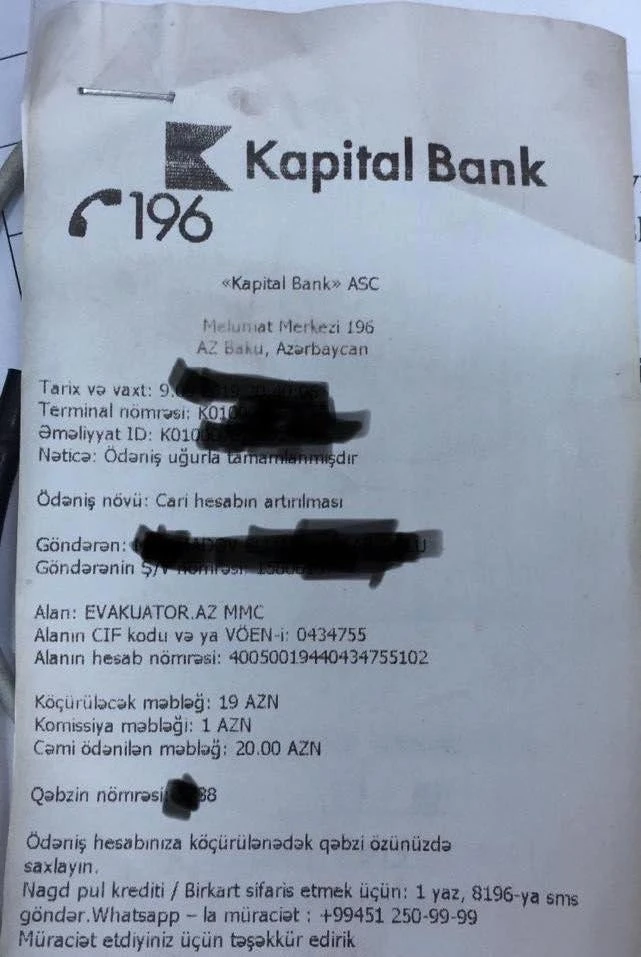 Kapital Bank
196
«Kapital Bank» ASC
Melumat Merkezi 196
AZ Baku, Azərbaycan
Tarix və vaxt: 9.
Terminal nömrəsi: K010
Əməliyyat ID: K0100
Nəticə: Ödəniş uğurla tamamlanmışdır
Ödəniş növü: Cari hesabın artırılması
Göndərən:
Göndərənin Ş/V nömrəsi:
Alan: EVAKUATOR.AZ MMC
Alanın CIF kodu və ya VÖEN-i: 0434755
Alanın hesab nömrəsi: 40050019440434755102
Köçürüləcək məbləğ: 19 AZN
Komissiya məbləği: 1 AZN
Cəmi ödənilən məbləğ: 20.00 AZN
Qəbzin nömrəsi 38
Ödəniş hesabınıza köçürülənədək qəbzi özünüzdə
saxlayın.
Nagd pul krediti / Birkart sifaris etmek üçün: 1 yaz, 8196-ya sms
göndər.Whatsapp – la müraciət : +99451 250-99-99
Müraciət etdiyiniz üçün təşəkkür edirik